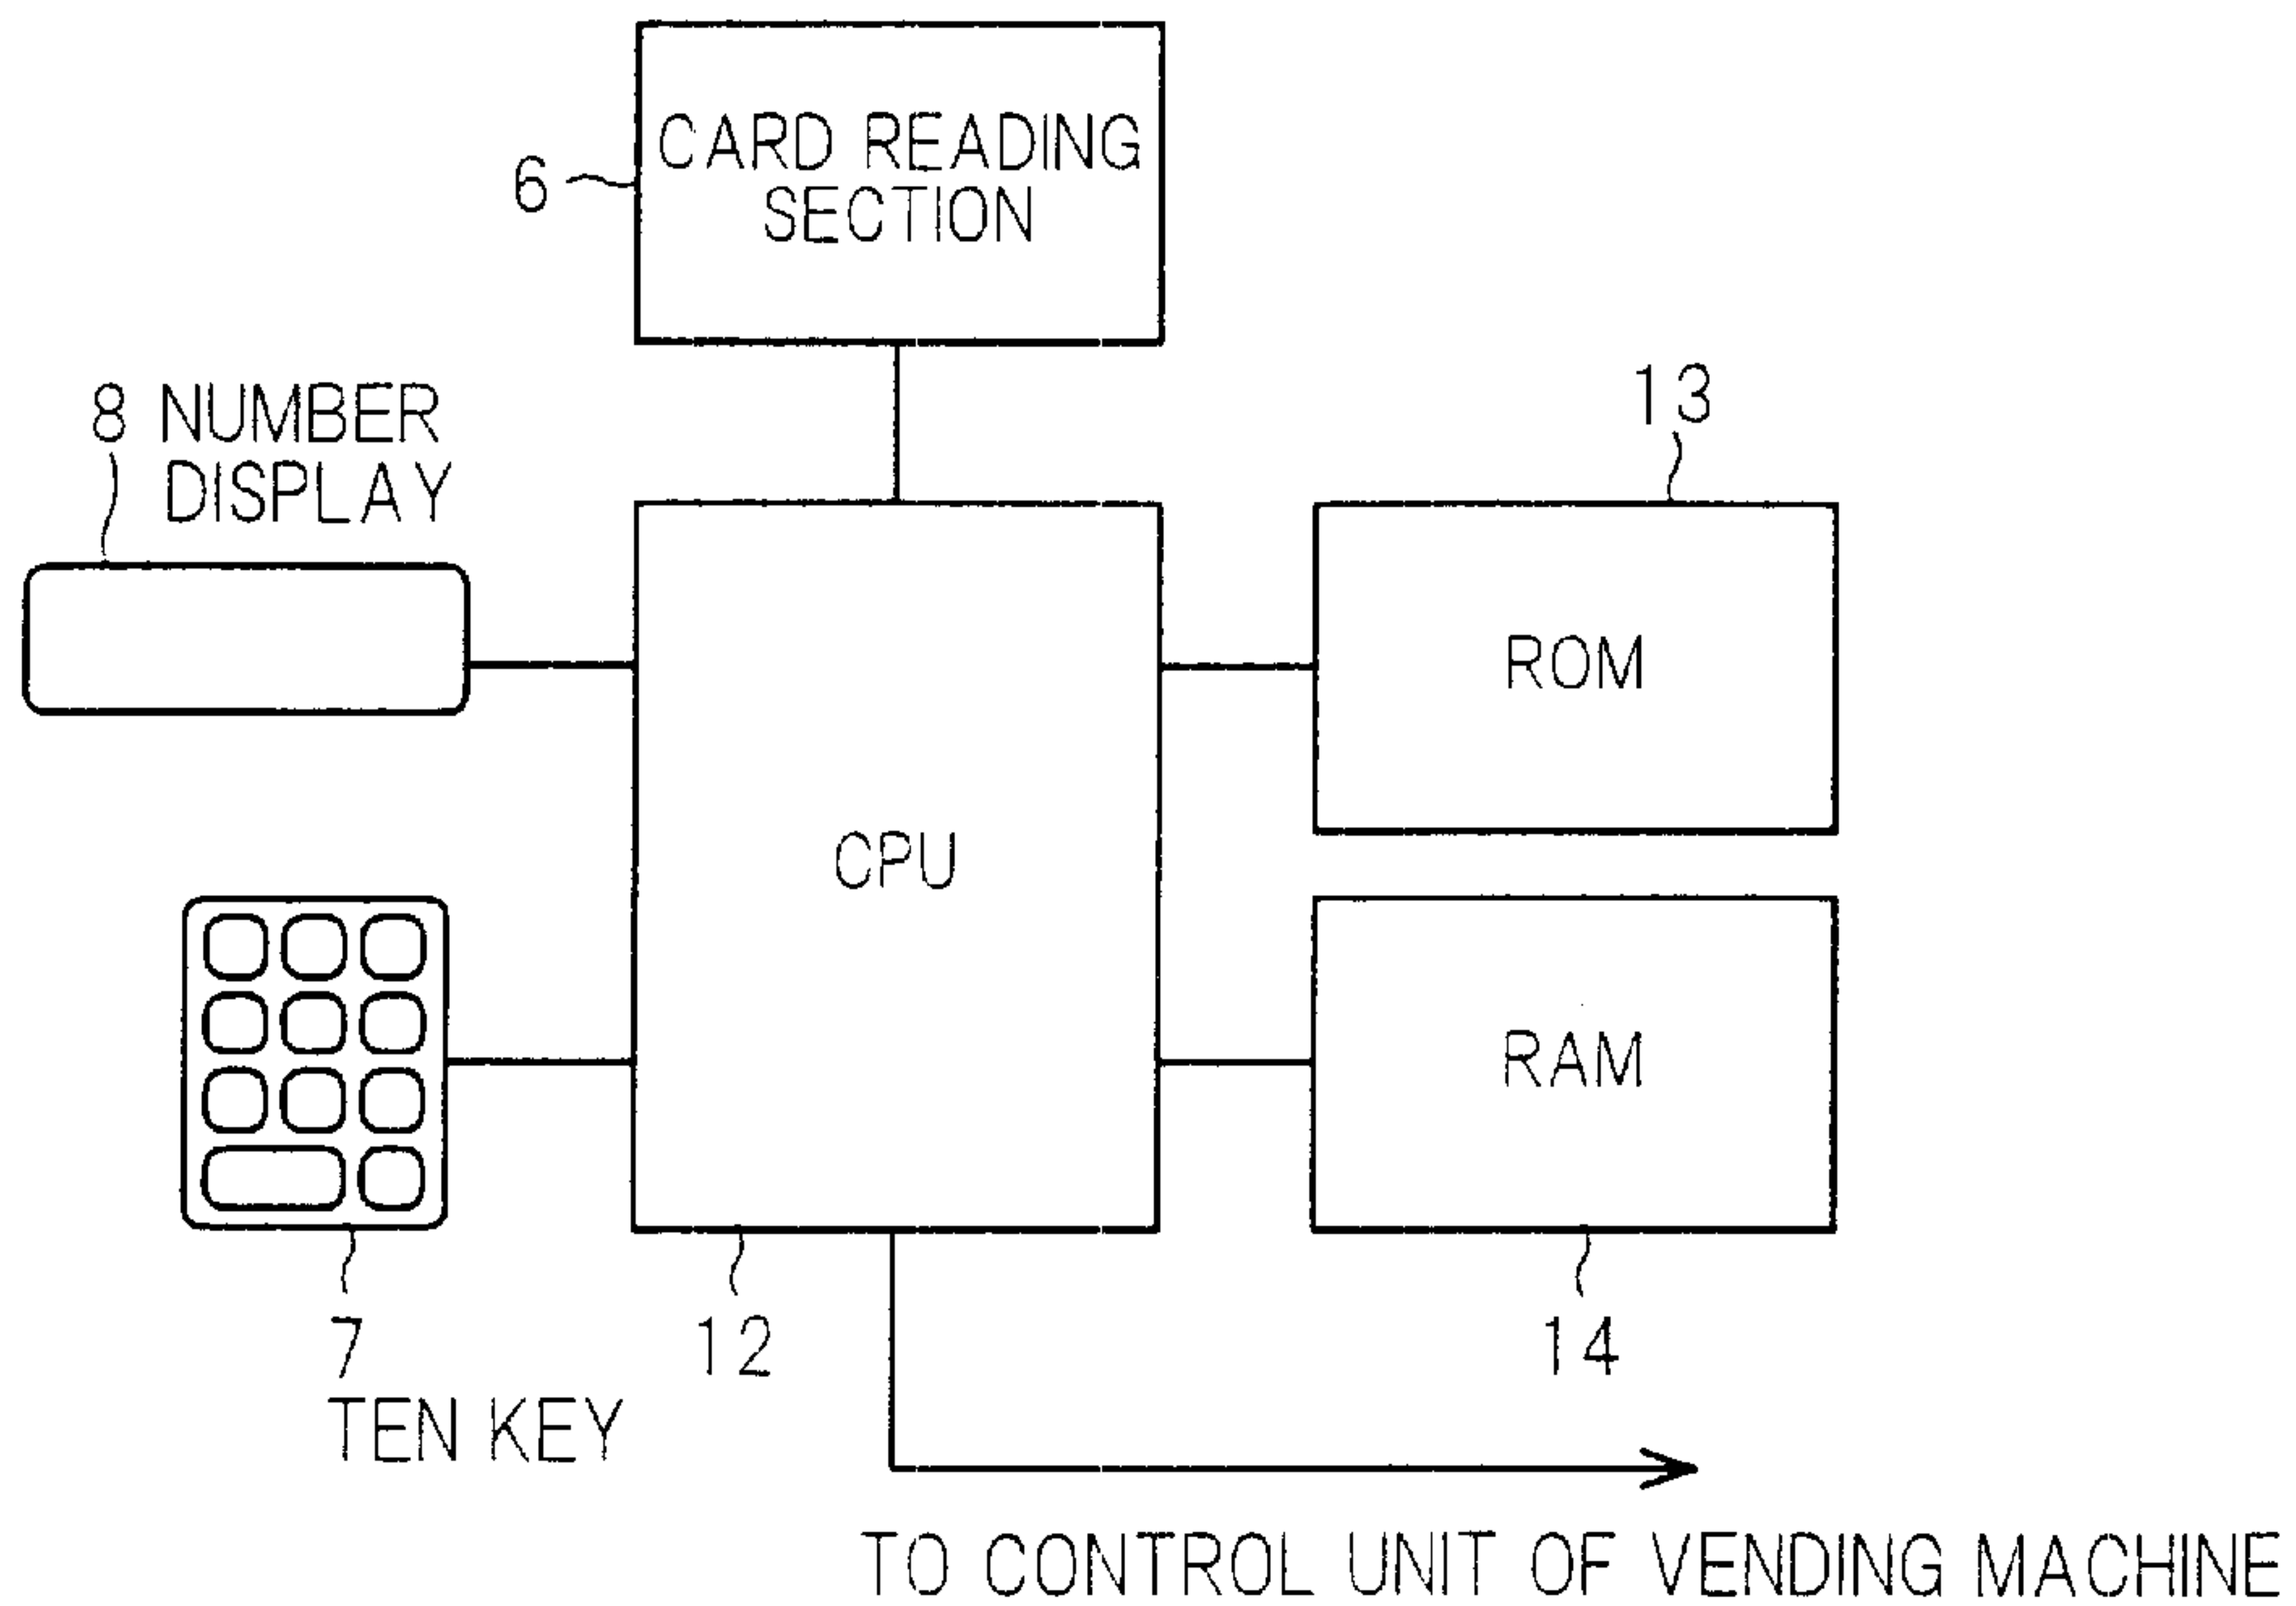 CARD READING
SECTION
6
8 NUMBER
DISPLAY
13
ROM
CPU
RAM
7
TEN KEY
12
14
TO CONTROL UNIT OF VENDING MACHINE